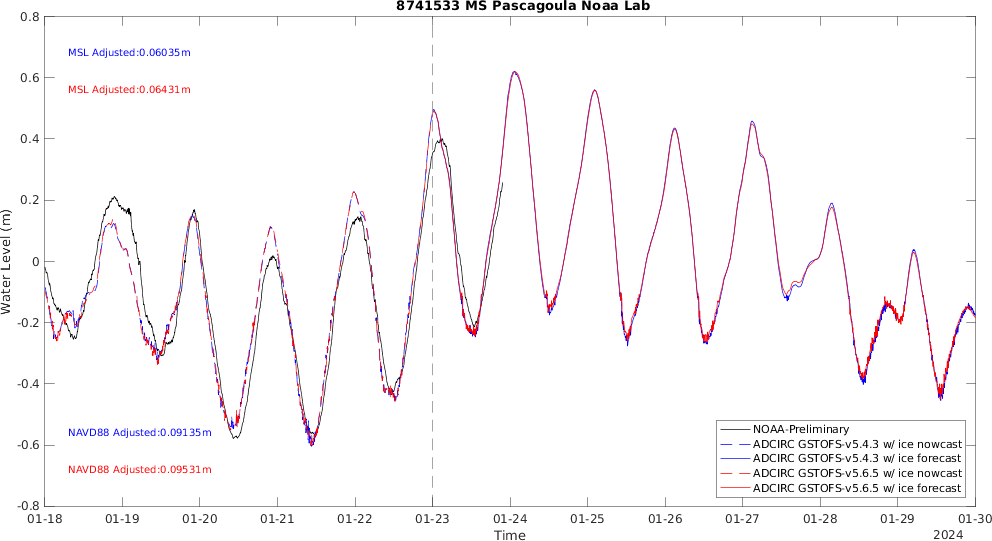 8741533 MS Pascagoula Noaa Lab
0.8
0.6
0.4
0.2
0
-0.2
-0.4
-0.6
-0.8
Water Level (m)
MSL Adjusted:0.06035m
MSL Adjusted:0.06431m
NAVD88 Adjusted:0.09135m
NAVD88 Adjusted:0.09531m
NOAA-Preliminary
ADCIRC GSTOFS-v5.4.3 w/ ice nowcast
ADCIRC GSTOFS-v5.4.3 w/ ice forecast
ADCIRC GSTOFS-v5.6.5 w/ ice nowcast
ADCIRC GSTOFS-v5.6.5 w/ ice forecast
01-18 01-19 01-20 01-21 01-22 01-23 01-24 01-25 01-26 01-27 01-28 01-29 01-30
Time
2024